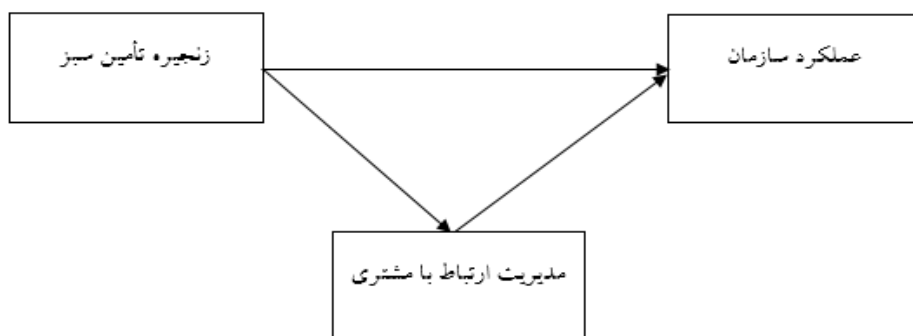 زنجیره تأمین سبز
عملکرد سازمان
مدیریت ارتباط با مشتری